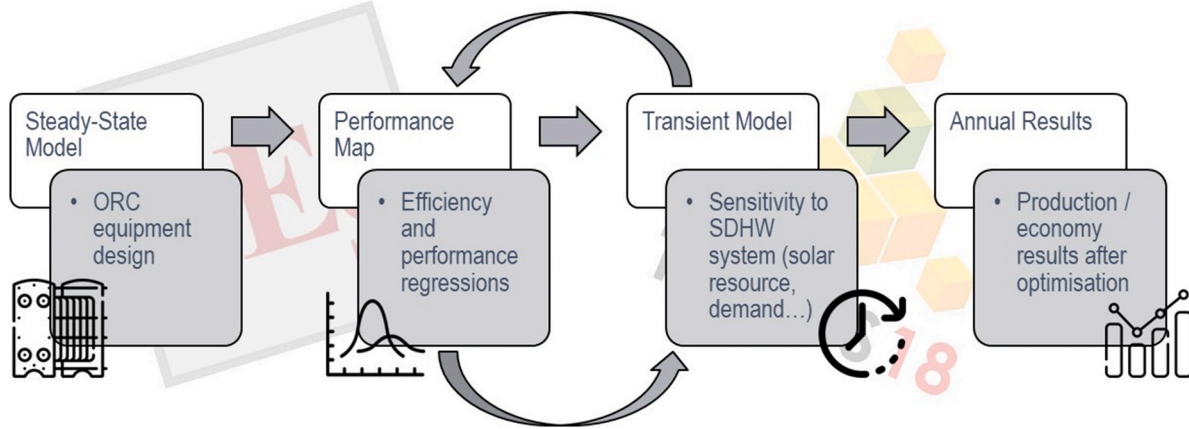 Steady-State
Model
• ORC
equipment
design
Performance
Map
• Efficiency
and
performance
regressions
Transient Model
• Sensitivity to
SDHW
system (solar
resource,
demand…)
Annual Results
• Production /
economy
results after
optimisation
18